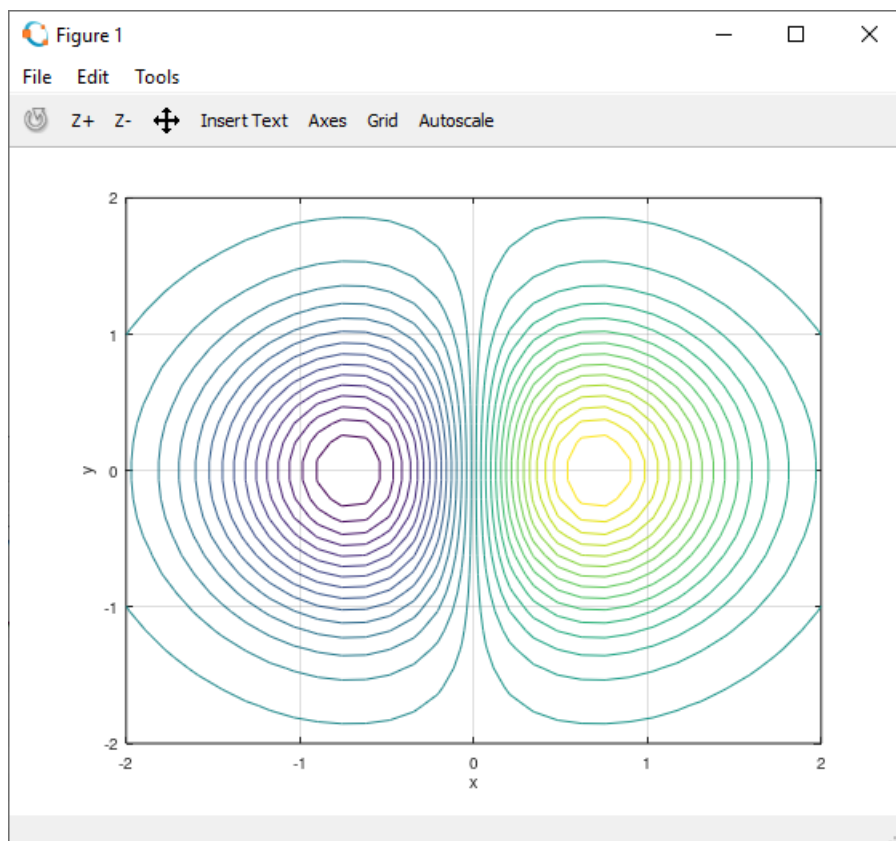 Figure 1
File Edit Tools
Z+ Z- Insert Text Axes Grid Autoscale
2
1
y 0
-1
-2
-2 -1 0 1 2
x